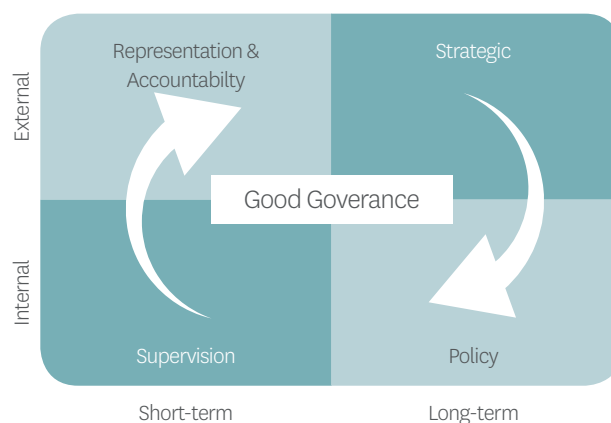 External
Representation &
Accountabilty
Strategic
Good Goverance
Internal
Supervision
Policy
Short-term
Long-term